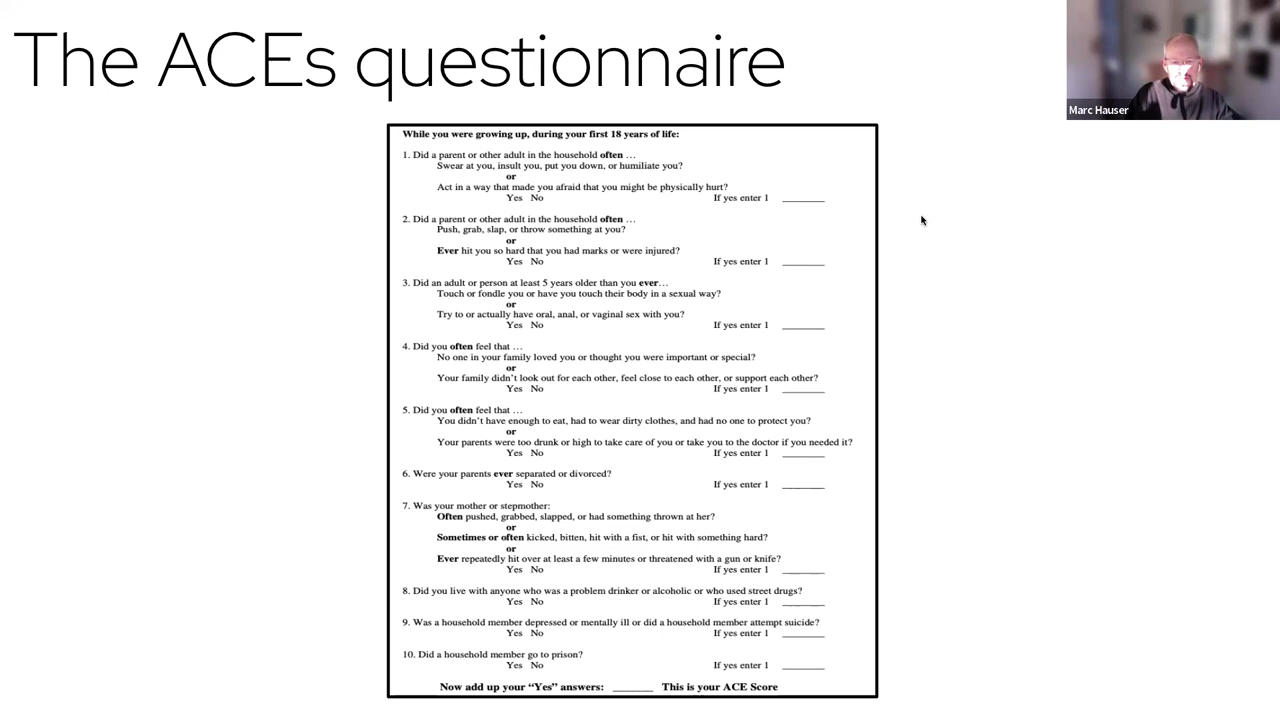 The ACEs questionnaire
Marc Hauser
While you were growing up, during your first 18 years of life:
1. Did a parent or other adult in the household often …
Swear at you, insult you, put you down, or humiliate you?
or
Act in a way that made you afraid that you might be physically hurt?
Yes No If yes enter 1 ________
2. Did a parent or other adult in the household often …
Push, grab, slap, or throw something at you?
or
Ever hit you so hard that you had marks or were injured?
Yes No If yes enter 1 ________
3. Did an adult or person at least 5 years older than you ever…
Touch or fondle you or have you touch their body in a sexual way?
or
Try to or actually have oral, anal, or vaginal sex with you?
Yes No If yes enter 1 ________
4. Did you often feel that …
No one in your family loved you or thought you were important or special?
or
Your family didn’t look out for each other, feel close to each other, or support each other?
Yes No If yes enter 1 ________
5. Did you often feel that …
You didn’t have enough to eat, had to wear dirty clothes, and had no one to protect you?
or
Your parents were too drunk or high to take care of you or take you to the doctor if you needed it?
Yes No If yes enter 1 ________
6. Were your parents ever separated or divorced?
Yes No If yes enter 1 ________
7. Was your mother or stepmother:
Often pushed, grabbed, slapped, or had something thrown at her?
or
Sometimes or often kicked, bitten, hit with a fist, or hit with something hard?
or
Ever repeatedly hit over at least a few minutes or threatened with a gun or knife?
Yes No If yes enter 1 ________
8. Did you live with anyone who was a problem drinker or alcoholic or who used street drugs?
Yes No If yes enter 1 ________
9. Was a household member depressed or mentally ill or did a household member attempt suicide?
Yes No If yes enter 1 ________
10. Did a household member go to prison?
Yes No If yes enter 1 ________
Now add up your “Yes” answers: _______ This is your ACE Score